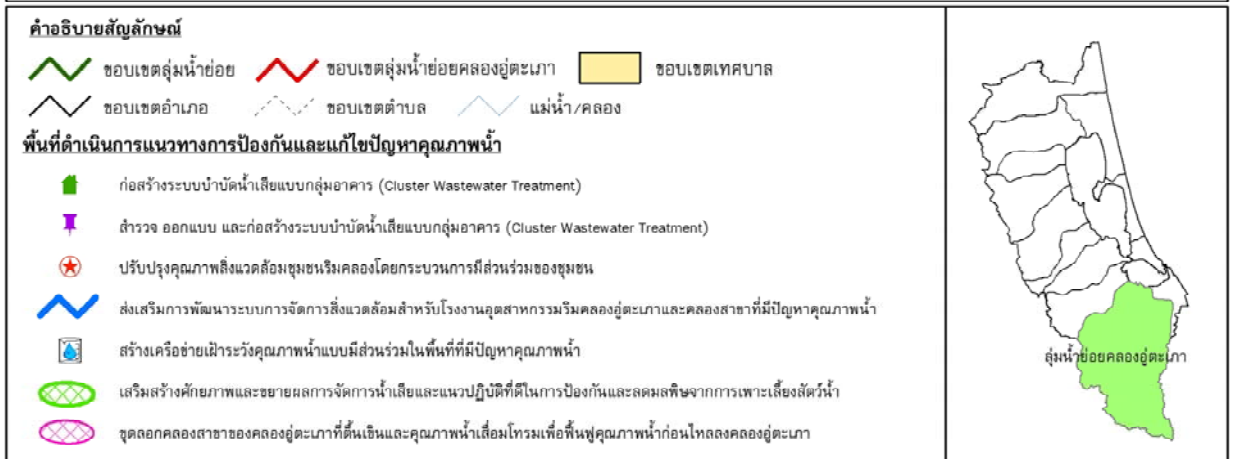 คำอธิบายสัญลักษณ์
ขอบเขตลุ่มน้ำย่อย ขอบเขตลุ่มน้ำย่อยคลองอู่ตะเภา ขอบเขตเทศบาล
ขอบเขตอำเภอ ขอบเขตตำบล แม่น้ำ/คลอง
พื้นที่ดำเนินการแนวทางการป้องกันและแก้ไขปัญหาคุณภาพน้ำ
ก่อสร้างระบบบำบัดน้ำเสียแบบกลุ่มอาคาร (Cluster Wastewater Treatment)
สำรวจ ออกแบบ และก่อสร้างระบบบำบัดน้ำเสียแบบกลุ่มอาคาร (Cluster Wastewater Treatment)
ปรับปรุงคุณภาพสิ่งแวดล้อมชุมชนริมคลองโดยกระบวนการมีส่วนร่วมของชุมชน
ส่งเสริมการพัฒนาระบบการจัดการสิ่งแวดล้อมสำหรับโรงงานอุตสาหกรรมริมคลองอู่ตะเภาและคลองสาขาที่มีปัญหาคุณภาพน้ำ
สร้างเครือข่ายเฝ้าระวังคุณภาพน้ำแบบมีส่วนร่วมในพื้นที่ที่มีปัญหาคุณภาพน้ำ
เสริมสร้างศักยภาพและขยายผลการจัดการน้ำเสียและแนวปฏิบัติที่ดีในการป้องกันและลดมลพิษจากการเพาะเลี้ยงสัตว์น้ำ
ขุดลอกคลองสาขาของคลองอู่ตะเภาที่ตื้นเขินและคุณภาพน้ำเสื่อมโทรมเพื่อฟื้นฟูคุณภาพน้ำก่อนไหลลงคลองอู่ตะเภา
ลุ่มน้ำย่อยคลองอู่ตะเภา